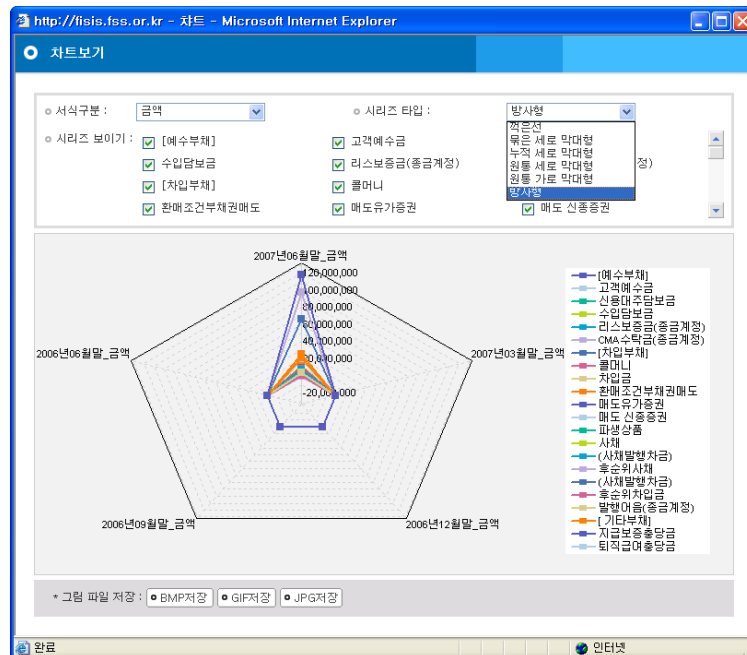 http://fisis.fss.or.kr - 챠트 - Microsoft Internet Explorer
챠트보기
서식구분 : 금액 시리즈 타입 : 방사형
꺽은선
묶은 세로 막대형
누적 세로 막대형
원통 세로 막대형
원통 가로 막대형
방사형
시리즈 보이기 : [예수부채] 고객예수금
수입담보금 리스보증금(종금계정) 정)
[차입부채] 콜머니
환매조건부채권매도 매도유가증권 매도 신종증권
2007년06월말_금액
120,000,000
100,000,000
80,000,000
60,000,000
40,000,000
20,000,000
-20,000,000
2006년06월말_금액
2007년03월말_금액
2006년09월말_금액
2006년12월말_금액
[예수부채]
고객예수금
신용대주담보금
수입담보금
리스보증금(종금계정)
CMA수탁금(종금계정)
[차입부채]
콜머니
차입금
환매조건부채권매도
매도유가증권
매도 신종증권
파생상품
사채
(사채발행차금)
후순위사채
(사채발행차금)
후순위차입금
발행어음(종금계정)
[ 기타부채]
지급보증충당금
퇴직급여충당금
* 그림 파일 저장 : BMP저장 GIF저장 JPG저장
완료 인터넷